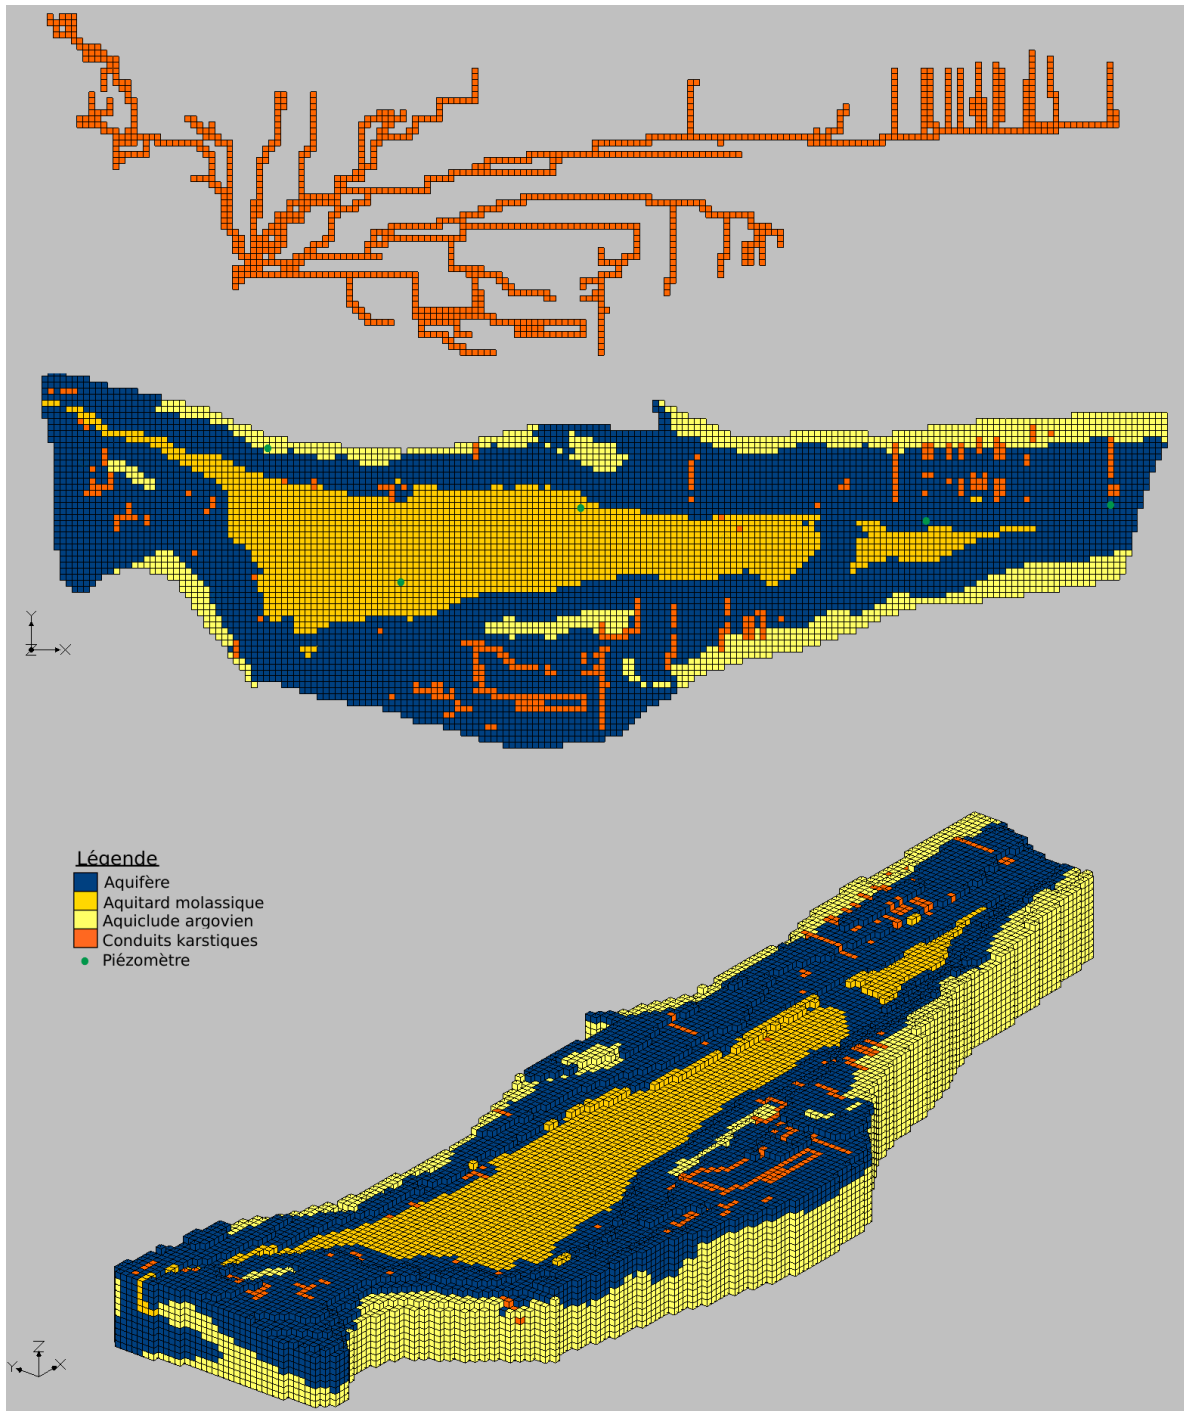 Y
Z X
Légende
Aquifère
Aquitard molassique
Aquiclude argovien
Conduits karstiques
Piézomètre
Z
Y X